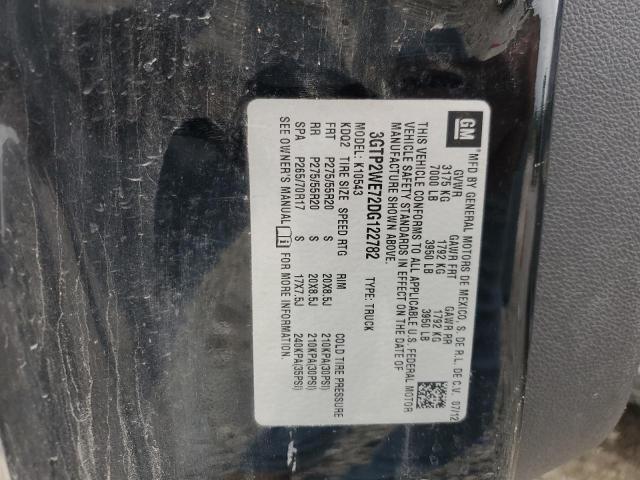 GM MFD BY GENERAL MOTORS DE MEXICO, S. DE R.L. DE C.V. 07/12
GVWR GAWR FRT GAWR RR
3175 KG 1792 KG 1792 KG
7000 LB 3950 LB 3950 LB
THIS VEHICLE CONFORMS TO ALL APPLICABLE U.S. FEDERAL MOTOR
VEHICLE SAFETY STANDARDS IN EFFECT ON THE DATE OF
MANUFACTURE SHOWN ABOVE.
3GTP2WE72DG122782 TYPE: TRUCK
MODEL: K10543
KDQ2 TIRE SIZE SPEED RTG RIM COLD TIRE PRESSURE
FRT P275/55R20 S 20X8.5J 210KPA(30PSI)
RR P275/55R20 S 20X8.5J 210KPA(30PSI)
SPA P265/70R17 S 17X7.5J 240KPA(35PSI)
SEE OWNER'S MANUAL FOR MORE INFORMATION.